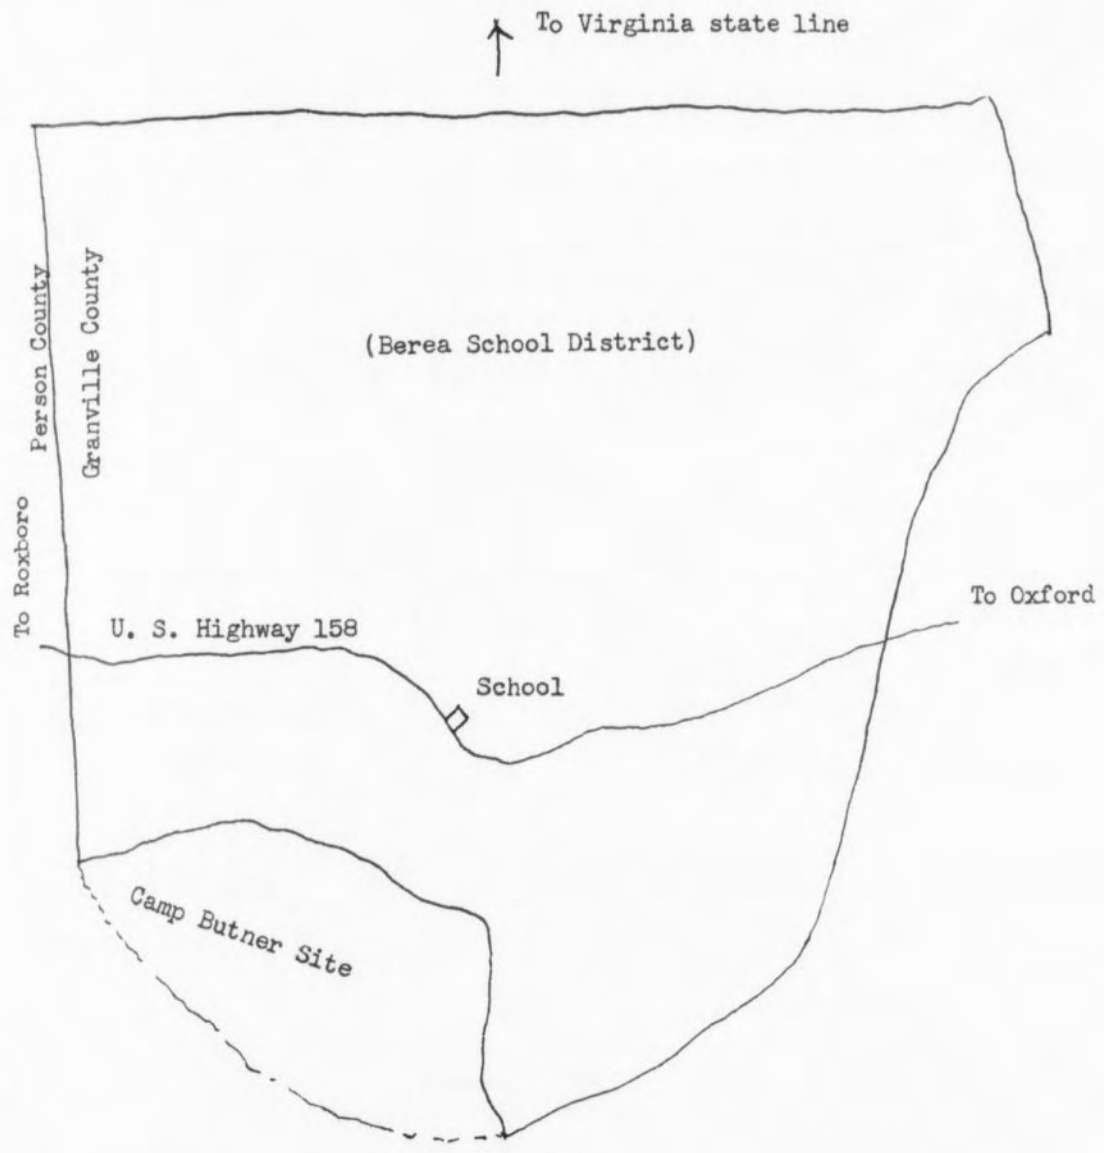 To Virginia state line
Person County
Granville County
(Berea School District)
To Roxboro
To Oxford
U. S. Highway 158
School
Camp Butner Site